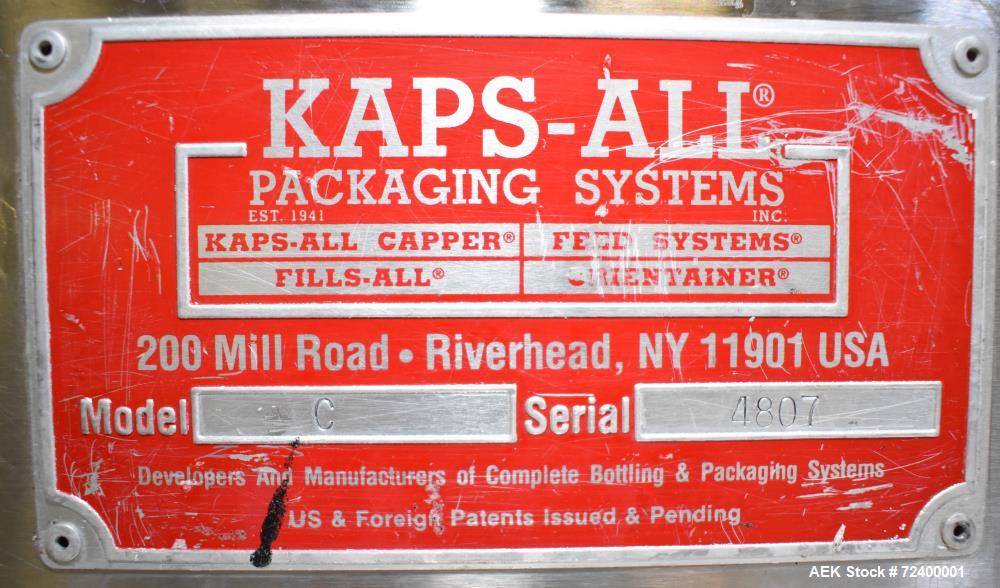 KAPS-ALL®
PACKAGING SYSTEMS
EST. 1941 INC.
KAPS-ALL CAPPER® FEED SYSTEMS®
FILLS-ALL® ORIENTAINER®
200 Mill Road • Riverhead, NY 11901 USA
Model C Serial 4807
Developers And Manufacturers of Complete Bottling & Packaging Systems
US & Foreign Patents Issued & Pending
AEK Stock # 72400001